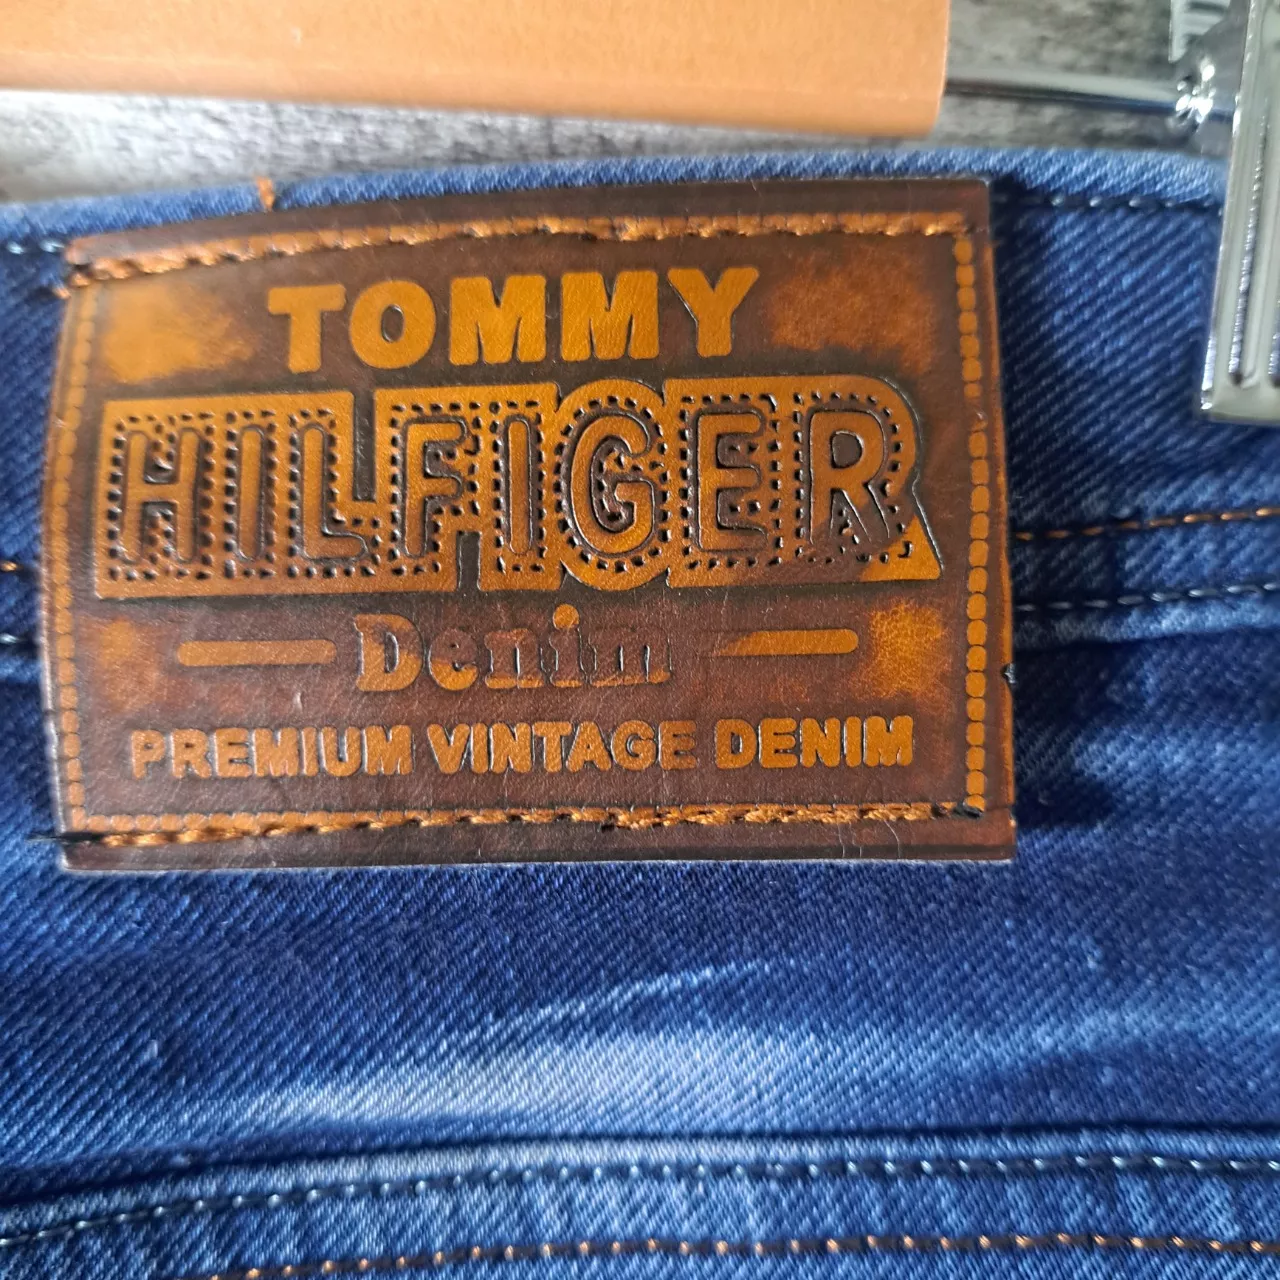 TOMMY
HILFIGER
Denim
PREMIUM VINTAGE DENIM